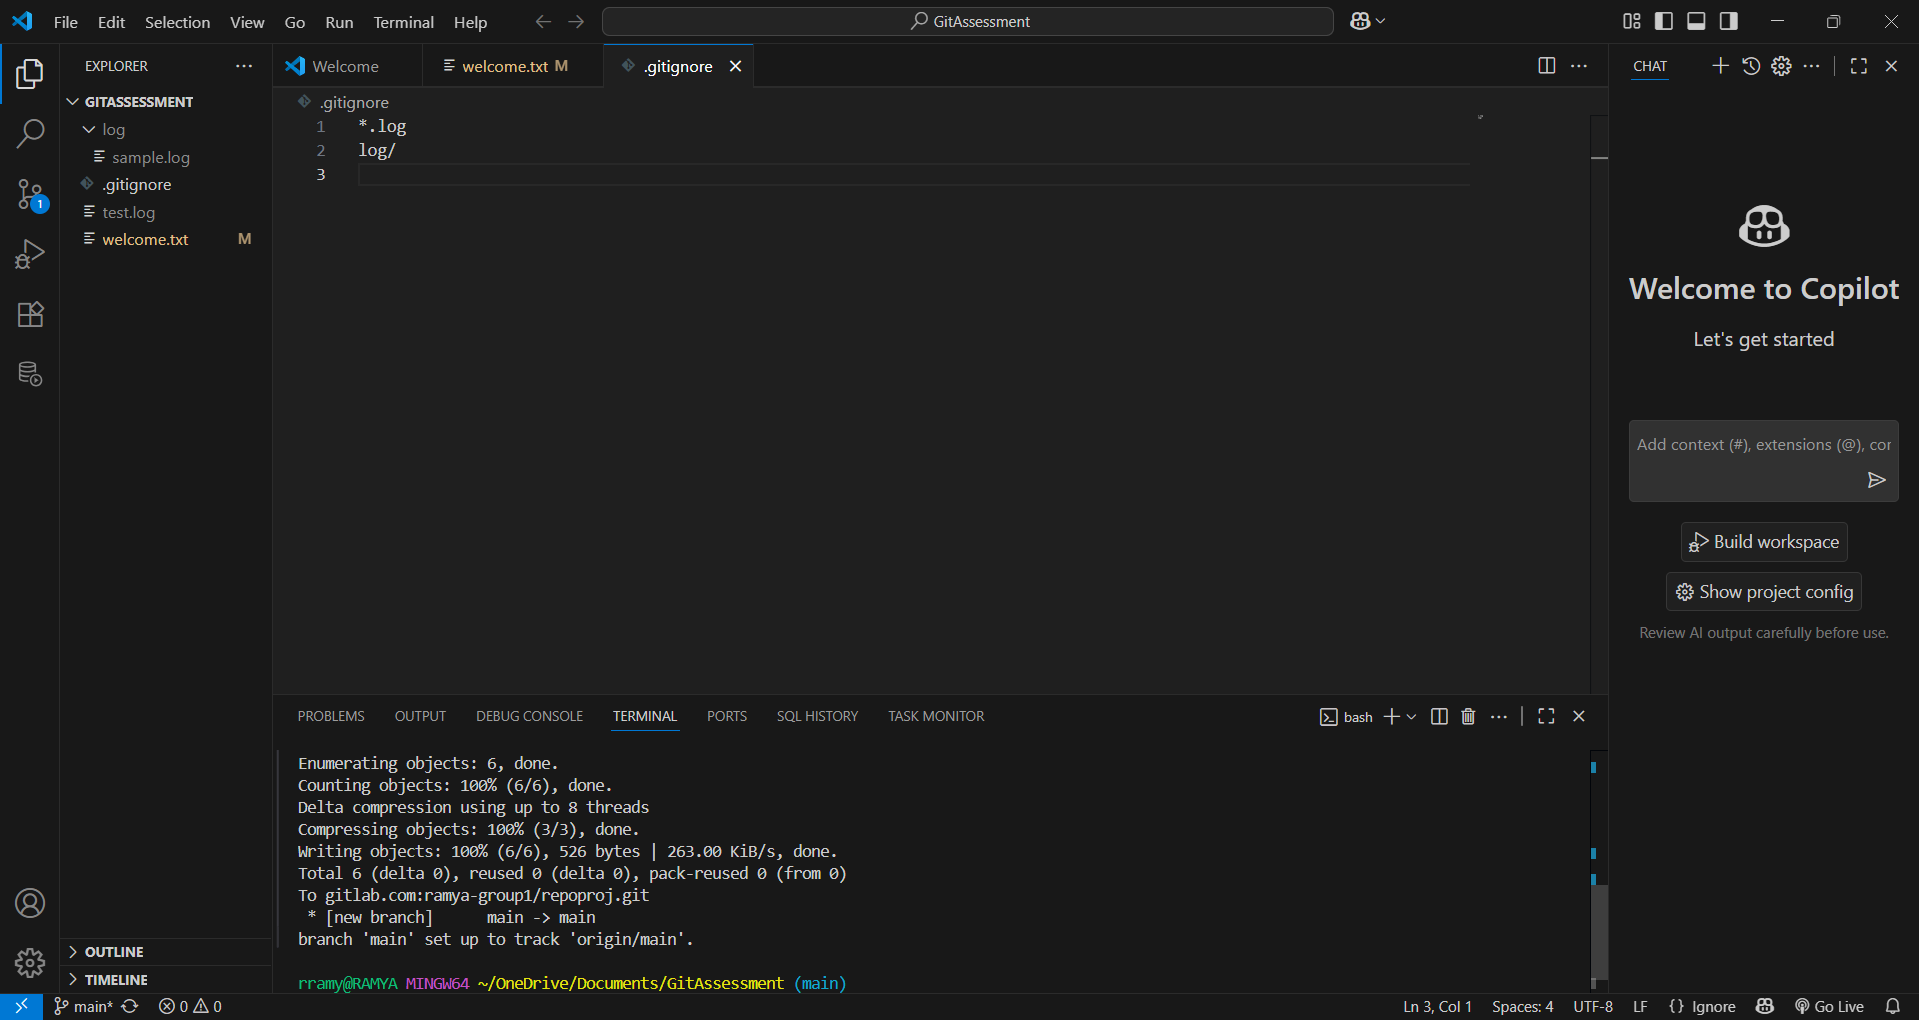 File Edit Selection View Go Run Terminal Help
GitAssessment
EXPLORER
GITASSESSMENT
log
sample.log
.gitignore
test.log
welcome.txt M
1
OUTLINE
TIMELINE
Welcome
welcome.txt M
.gitignore
.gitignore
1 *.log
2 log/
3
PROBLEMS OUTPUT DEBUG CONSOLE TERMINAL PORTS SQL HISTORY TASK MONITOR
bash
Enumerating objects: 6, done.
Counting objects: 100% (6/6), done.
Delta compression using up to 8 threads
Compressing objects: 100% (3/3), done.
Writing objects: 100% (6/6), 526 bytes | 263.00 KiB/s, done.
Total 6 (delta 0), reused 0 (delta 0), pack-reused 0 (from 0)
To gitlab.com:ramya-group1/repoproj.git
* [new branch] main -> main
branch 'main' set up to track 'origin/main'.
rramy@RAMYA MINGW64 ~/OneDrive/Documents/GitAssessment (main)
CHAT
Welcome to Copilot
Let's get started
Add context (#), extensions (@), cor
Build workspace
Show project config
Review AI output carefully before use.
main* 0 0
Ln 3, Col 1 Spaces: 4 UTF-8 LF {} Ignore Go Live